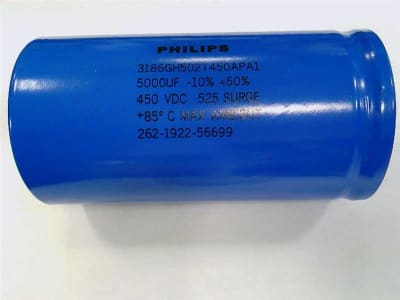 PHILIPS
3186GH502T450APA1
5000UF -10% +50%
450 VDC 525 SURGE
+85° C MAX AMBIENT
262-1922-56699